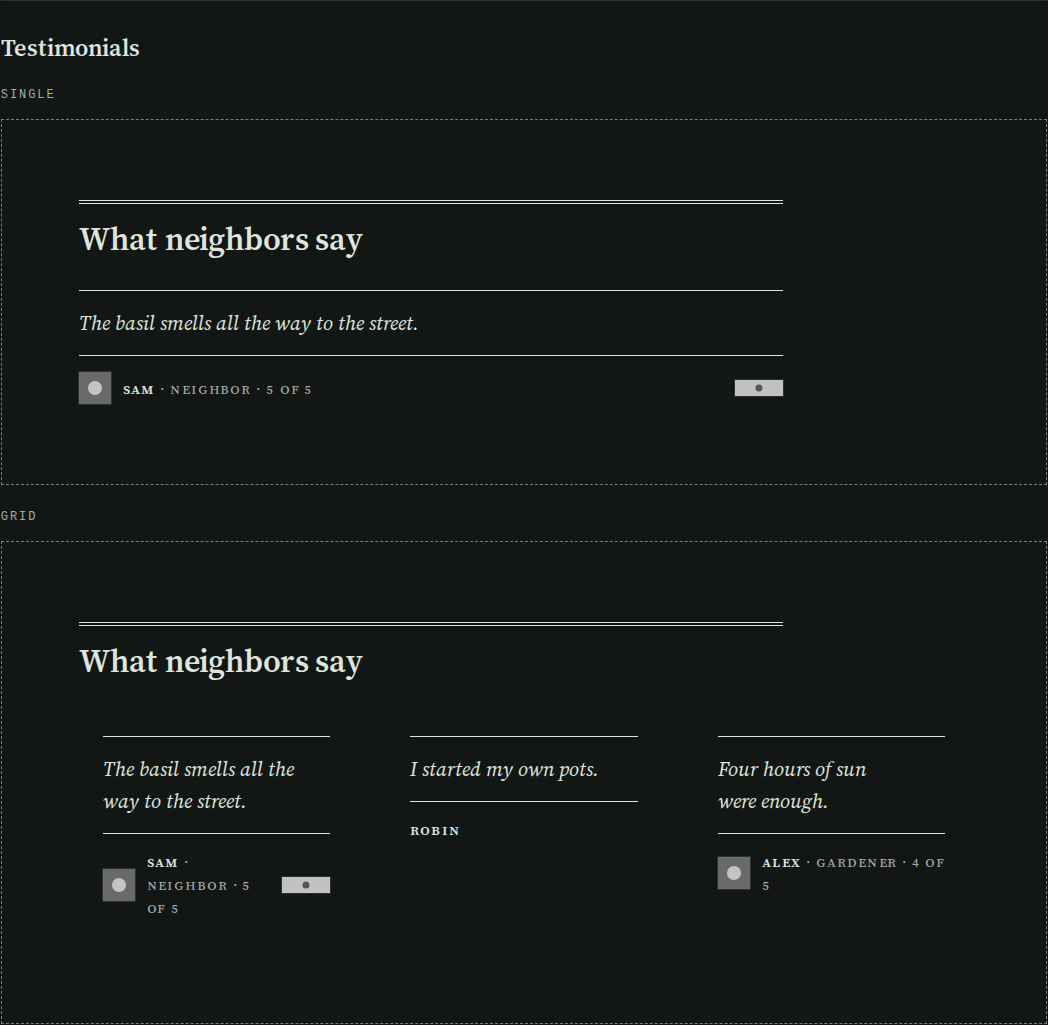 Testimonials
SINGLE
What neighbors say
The basil smells all the way to the street.
SAM · NEIGHBOR · 5 OF 5
GRID
What neighbors say
The basil smells all the
way to the street.
SAM ·
NEIGHBOR · 5
OF 5
I started my own pots.
ROBIN
Four hours of sun
were enough.
ALEX · GARDENER · 4 OF
5